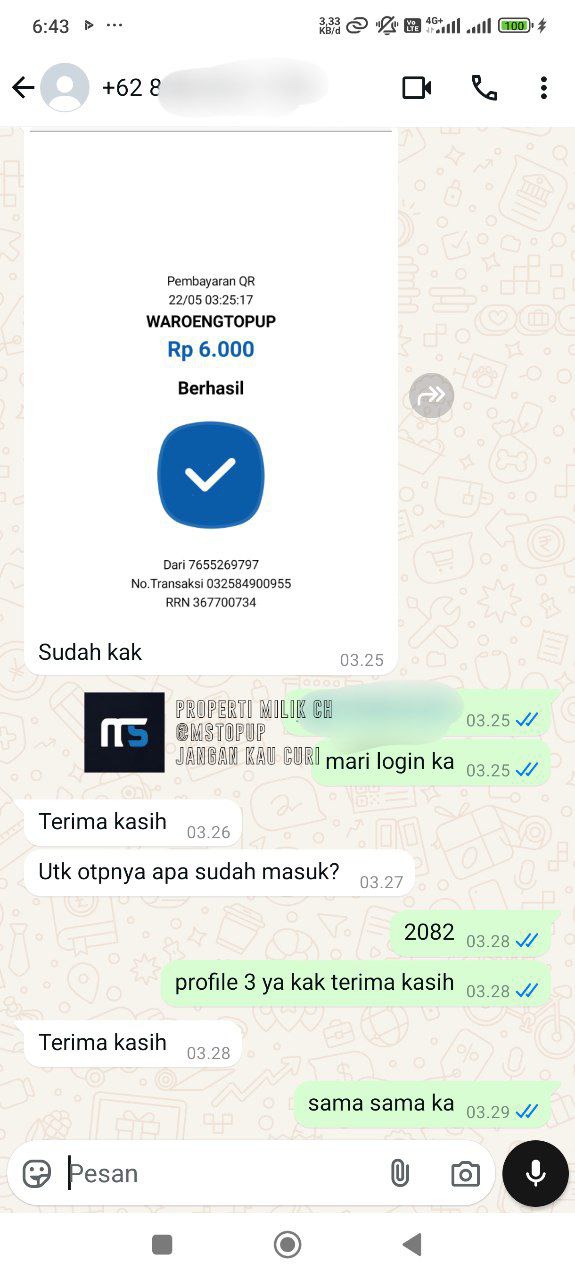 6:43
3,33
KB/d
Vo
LTE
4G+
100
+62 8
Pembayaran QR
22/05 03:25:17
WAROENGTOPUP
Rp 6.000
Berhasil
Dari 7655269797
No.Transaksi 032584900955
RRN 367700734
Sudah kak
03.25
03.25
MS
PROPERTI MILIK CH
@MSTOPUP
JANGAN KAU CURI
mari login ka
03.25
Terima kasih
03.26
Utk otpnya apa sudah masuk?
03.27
2082
03.28
profile 3 ya kak terima kasih
03.28
Terima kasih
03.28
sama sama ka
03.29
Pesan